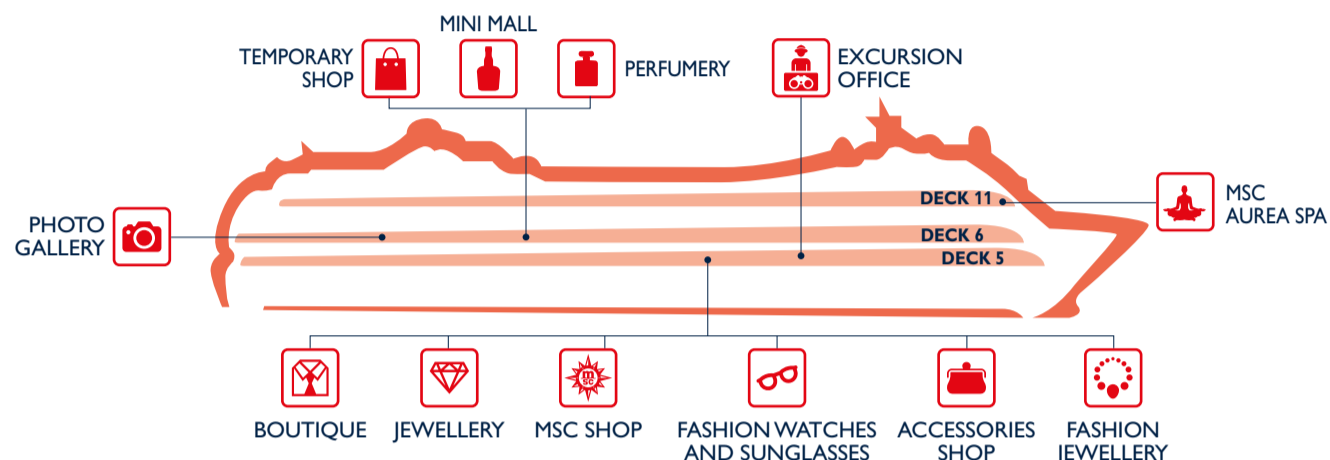 MINI MALL
TEMPORARY
SHOP
PERFUMERY
EXCURSION
OFFICE
DECK 11
MSC
AUREA SPA
PHOTO
GALLERY
DECK 6
DECK 5
m
sc
BOUTIQUE
JEWELLERY
MSC SHOP
FASHION WATCHES
AND SUNGLASSES
ACCESSORIES
SHOP
FASHION
JEWELLERY